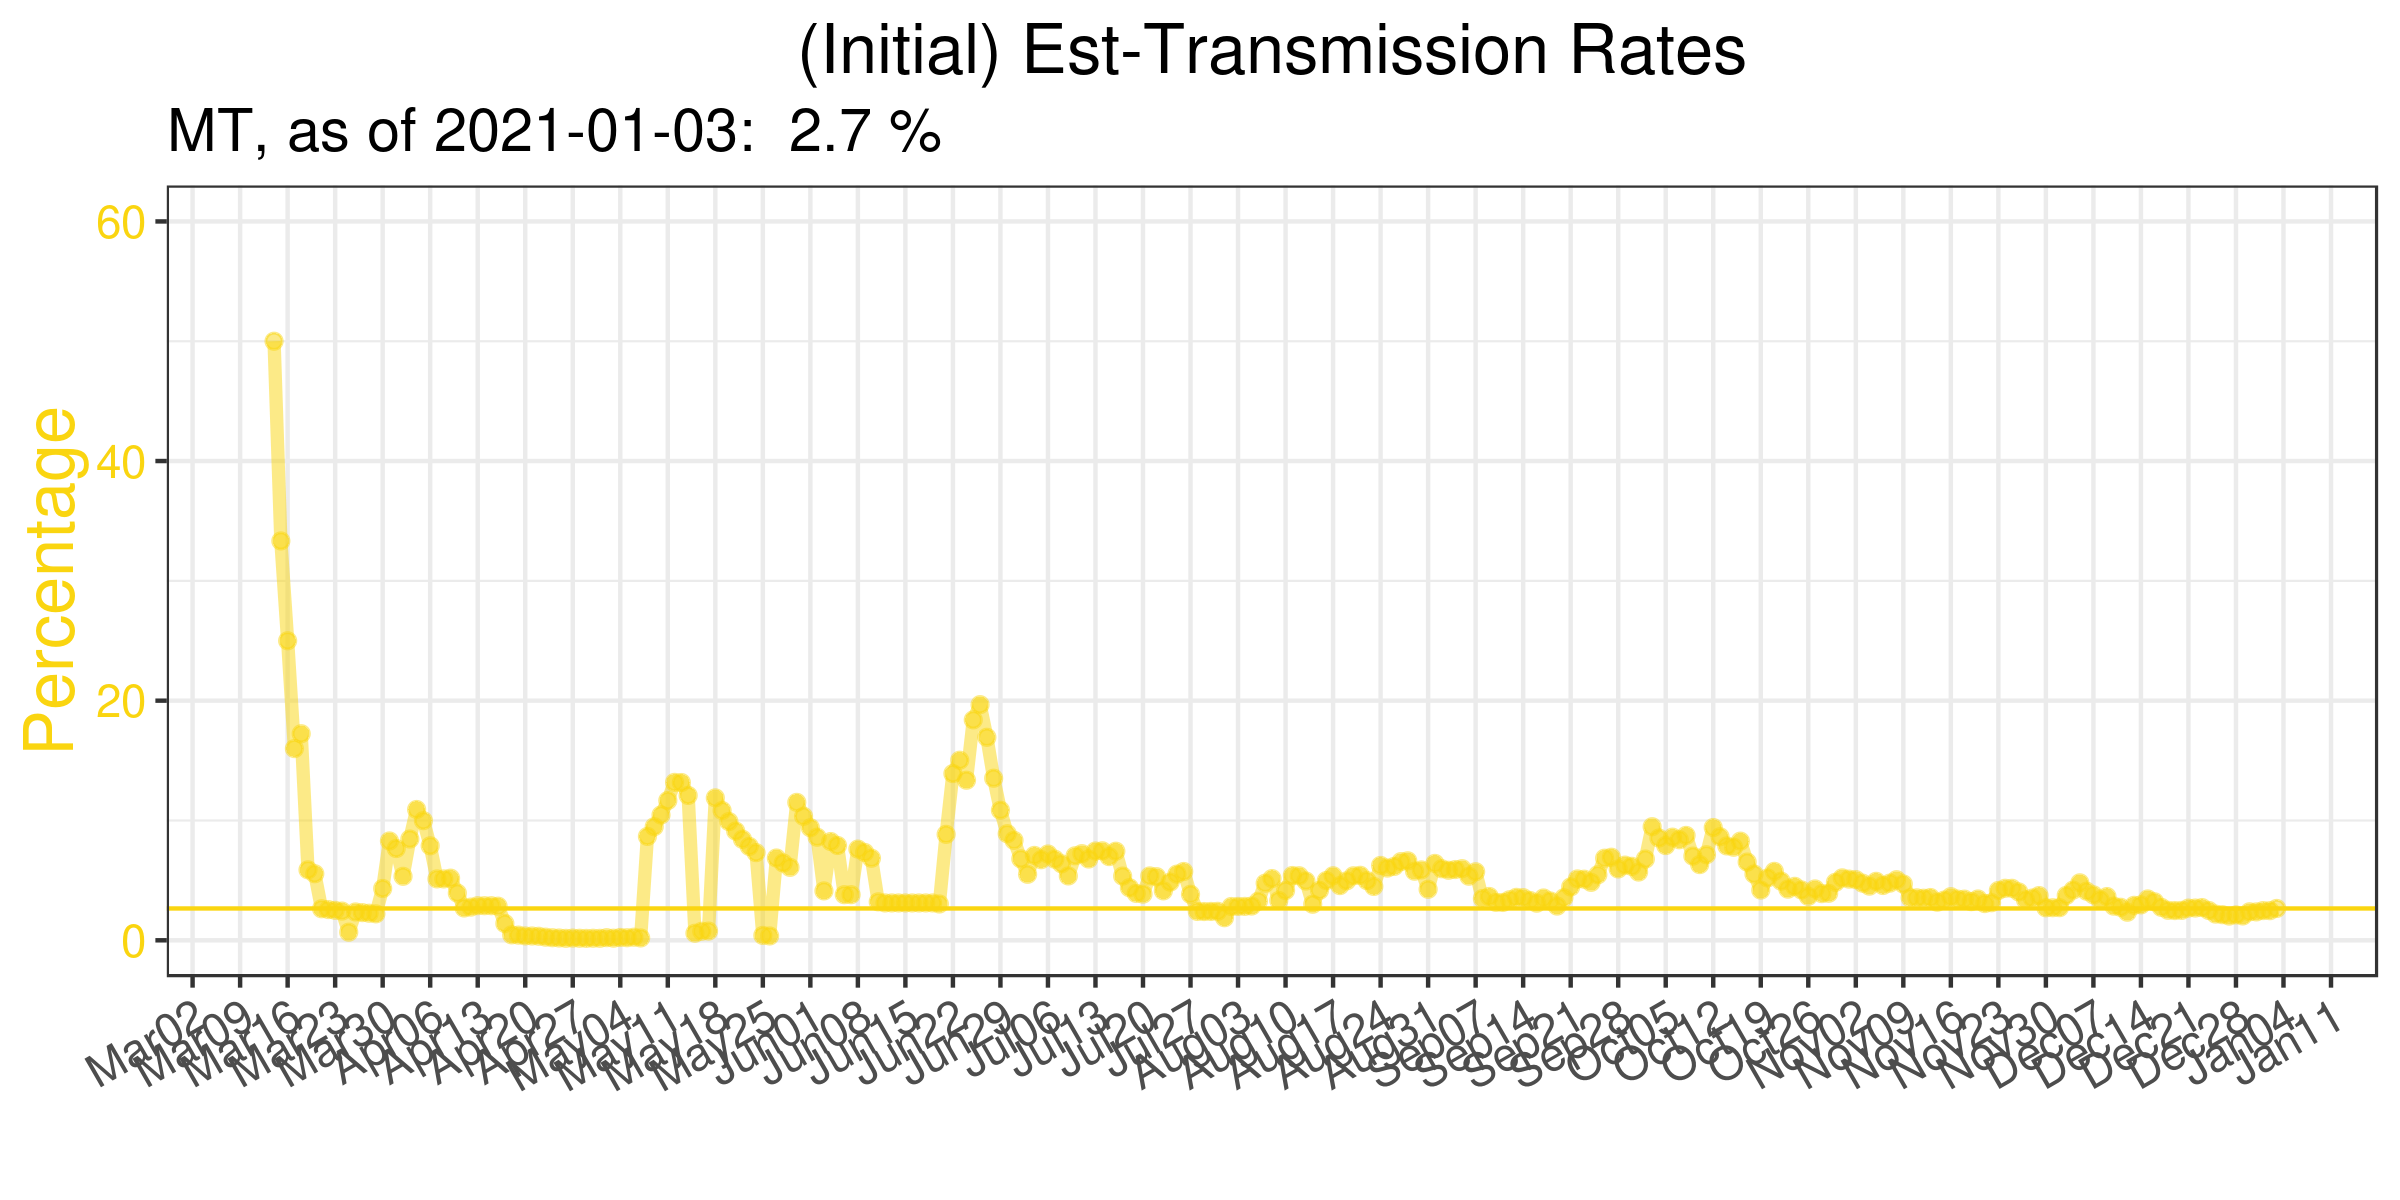 (Initial) Est-Transmission Rates
MT, as of 2021-01-03:  2.7 %
Percentage
60
40
20
0
Mar02
Mar09
Mar16
Mar23
Mar30
Apr06
Apr13
Apr20
Apr27
May04
May11
May18
May25
Jun01
Jun08
Jun15
Jun22
Jun29
Jul06
Jul13
Jul20
Jul27
Aug03
Aug10
Aug17
Aug24
Aug31
Sep07
Sep14
Sep21
Sep28
Oct05
Oct12
Oct19
Oct26
Nov02
Nov09
Nov16
Nov23
Nov30
Dec07
Dec14
Dec21
Dec28
Jan04
Jan11